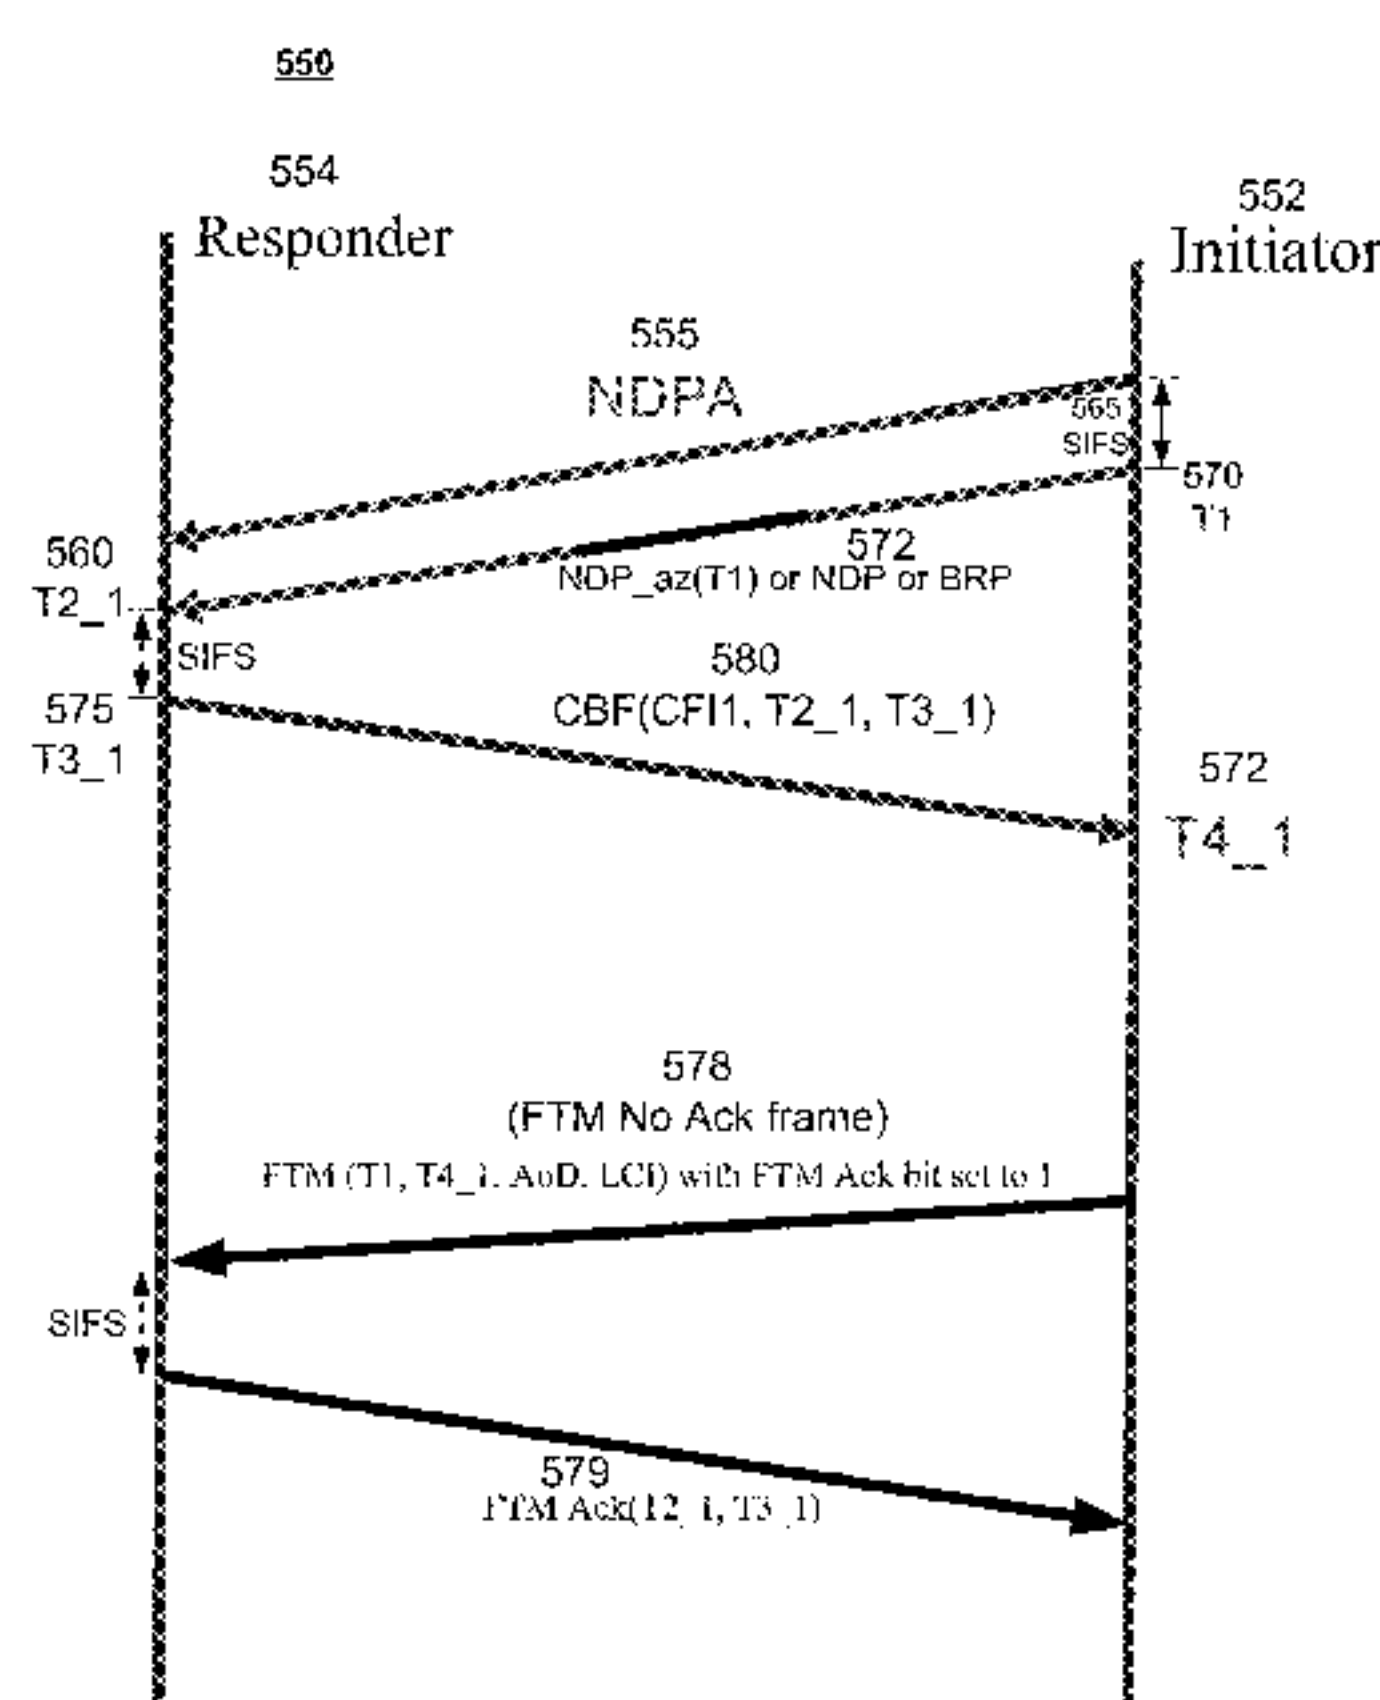 550
554
Responder
552
Initiator
555
NDPA
565
SIFS
570
T1
560
T2_1
572
NDP_az(T1) or NDP or BRP
SIFS
580
CBF(CFI1, T2_1, T3_1)
575
T3_1
572
T4_1
578
(FTM No Ack frame)
FTM (T1, T4_1, AoD, LCI) with FTM Ack bit set to 1
SIFS
579
FTM Ack(T2_1, T3_1)